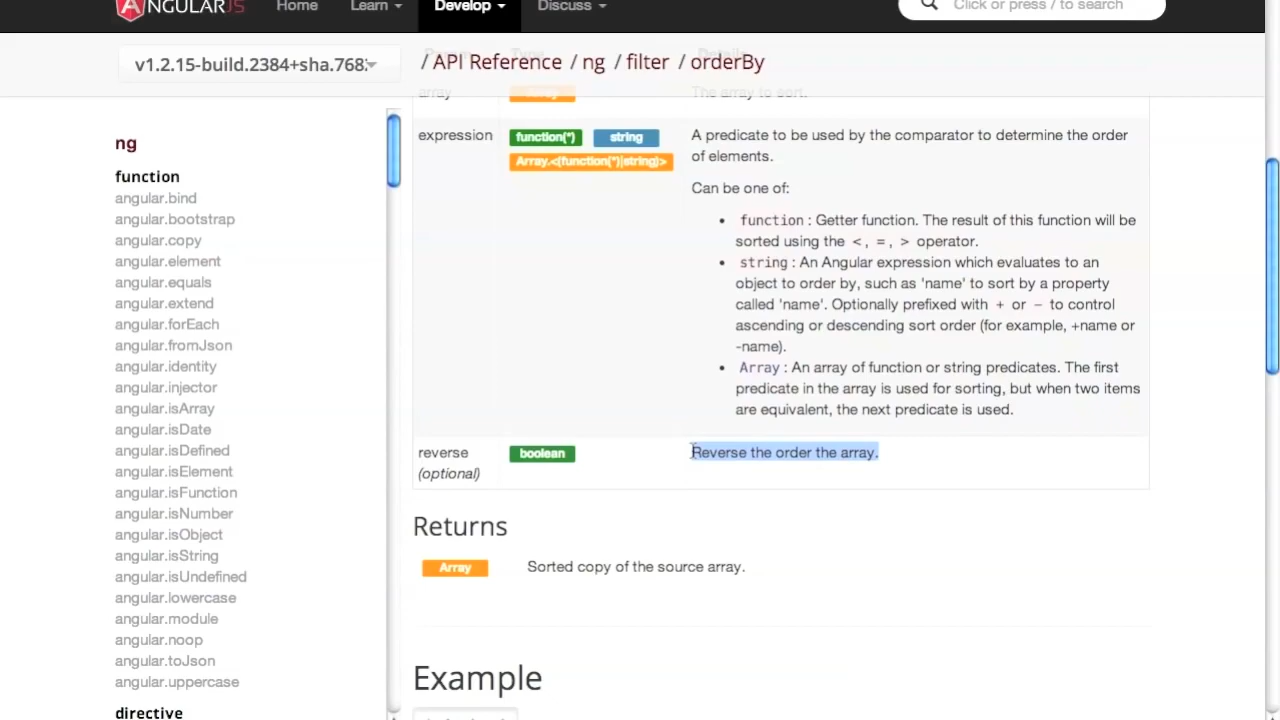 ANGULARJS Home Learn Develop Discuss Click or press / to search
v1.2.15-build.2384+sha.768 / API Reference / ng / filter / orderBy
Param Type Details
array Array The array to sort.
ng
function
angular.bind
angular.bootstrap
angular.copy
angular.element
angular.equals
angular.extend
angular.forEach
angular.fromJson
angular.identity
angular.injector
angular.isArray
angular.isDate
angular.isDefined
angular.isElement
angular.isFunction
angular.isNumber
angular.isObject
angular.isString
angular.isUndefined
angular.lowercase
angular.module
angular.noop
angular.toJson
angular.uppercase
directive
expression function(*) string A predicate to be used by the comparator to determine the order
Array.<(function(*)|string)> of elements.
Can be one of:
• function : Getter function. The result of this function will be
sorted using the <, =, > operator.
• string : An Angular expression which evaluates to an
object to order by, such as 'name' to sort by a property
called 'name'. Optionally prefixed with + or - to control
ascending or descending sort order (for example, +name or
-name).
• Array : An array of function or string predicates. The first
predicate in the array is used for sorting, but when two items
are equivalent, the next predicate is used.
reverse boolean Reverse the order the array.
(optional)
Returns
Array Sorted copy of the source array.
Example